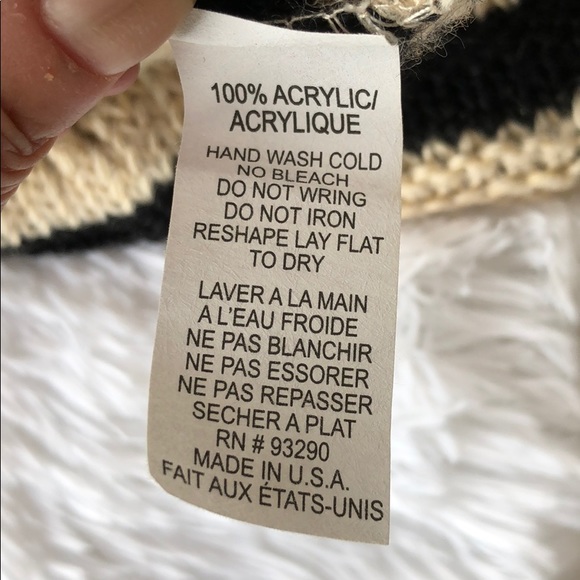 100% ACRYLIC/
ACRYLIQUE
HAND WASH COLD
NO BLEACH
DO NOT WRING
DO NOT IRON
RESHAPE LAY FLAT
TO DRY
LAVER A LA MAIN
A L'EAU FROIDE
NE PAS BLANCHIR
NE PAS ESSORER
NE PAS REPASSER
SECHER A PLAT
RN # 93290
MADE IN U.S.A.
FAIT AUX ÉTATS-UNIS